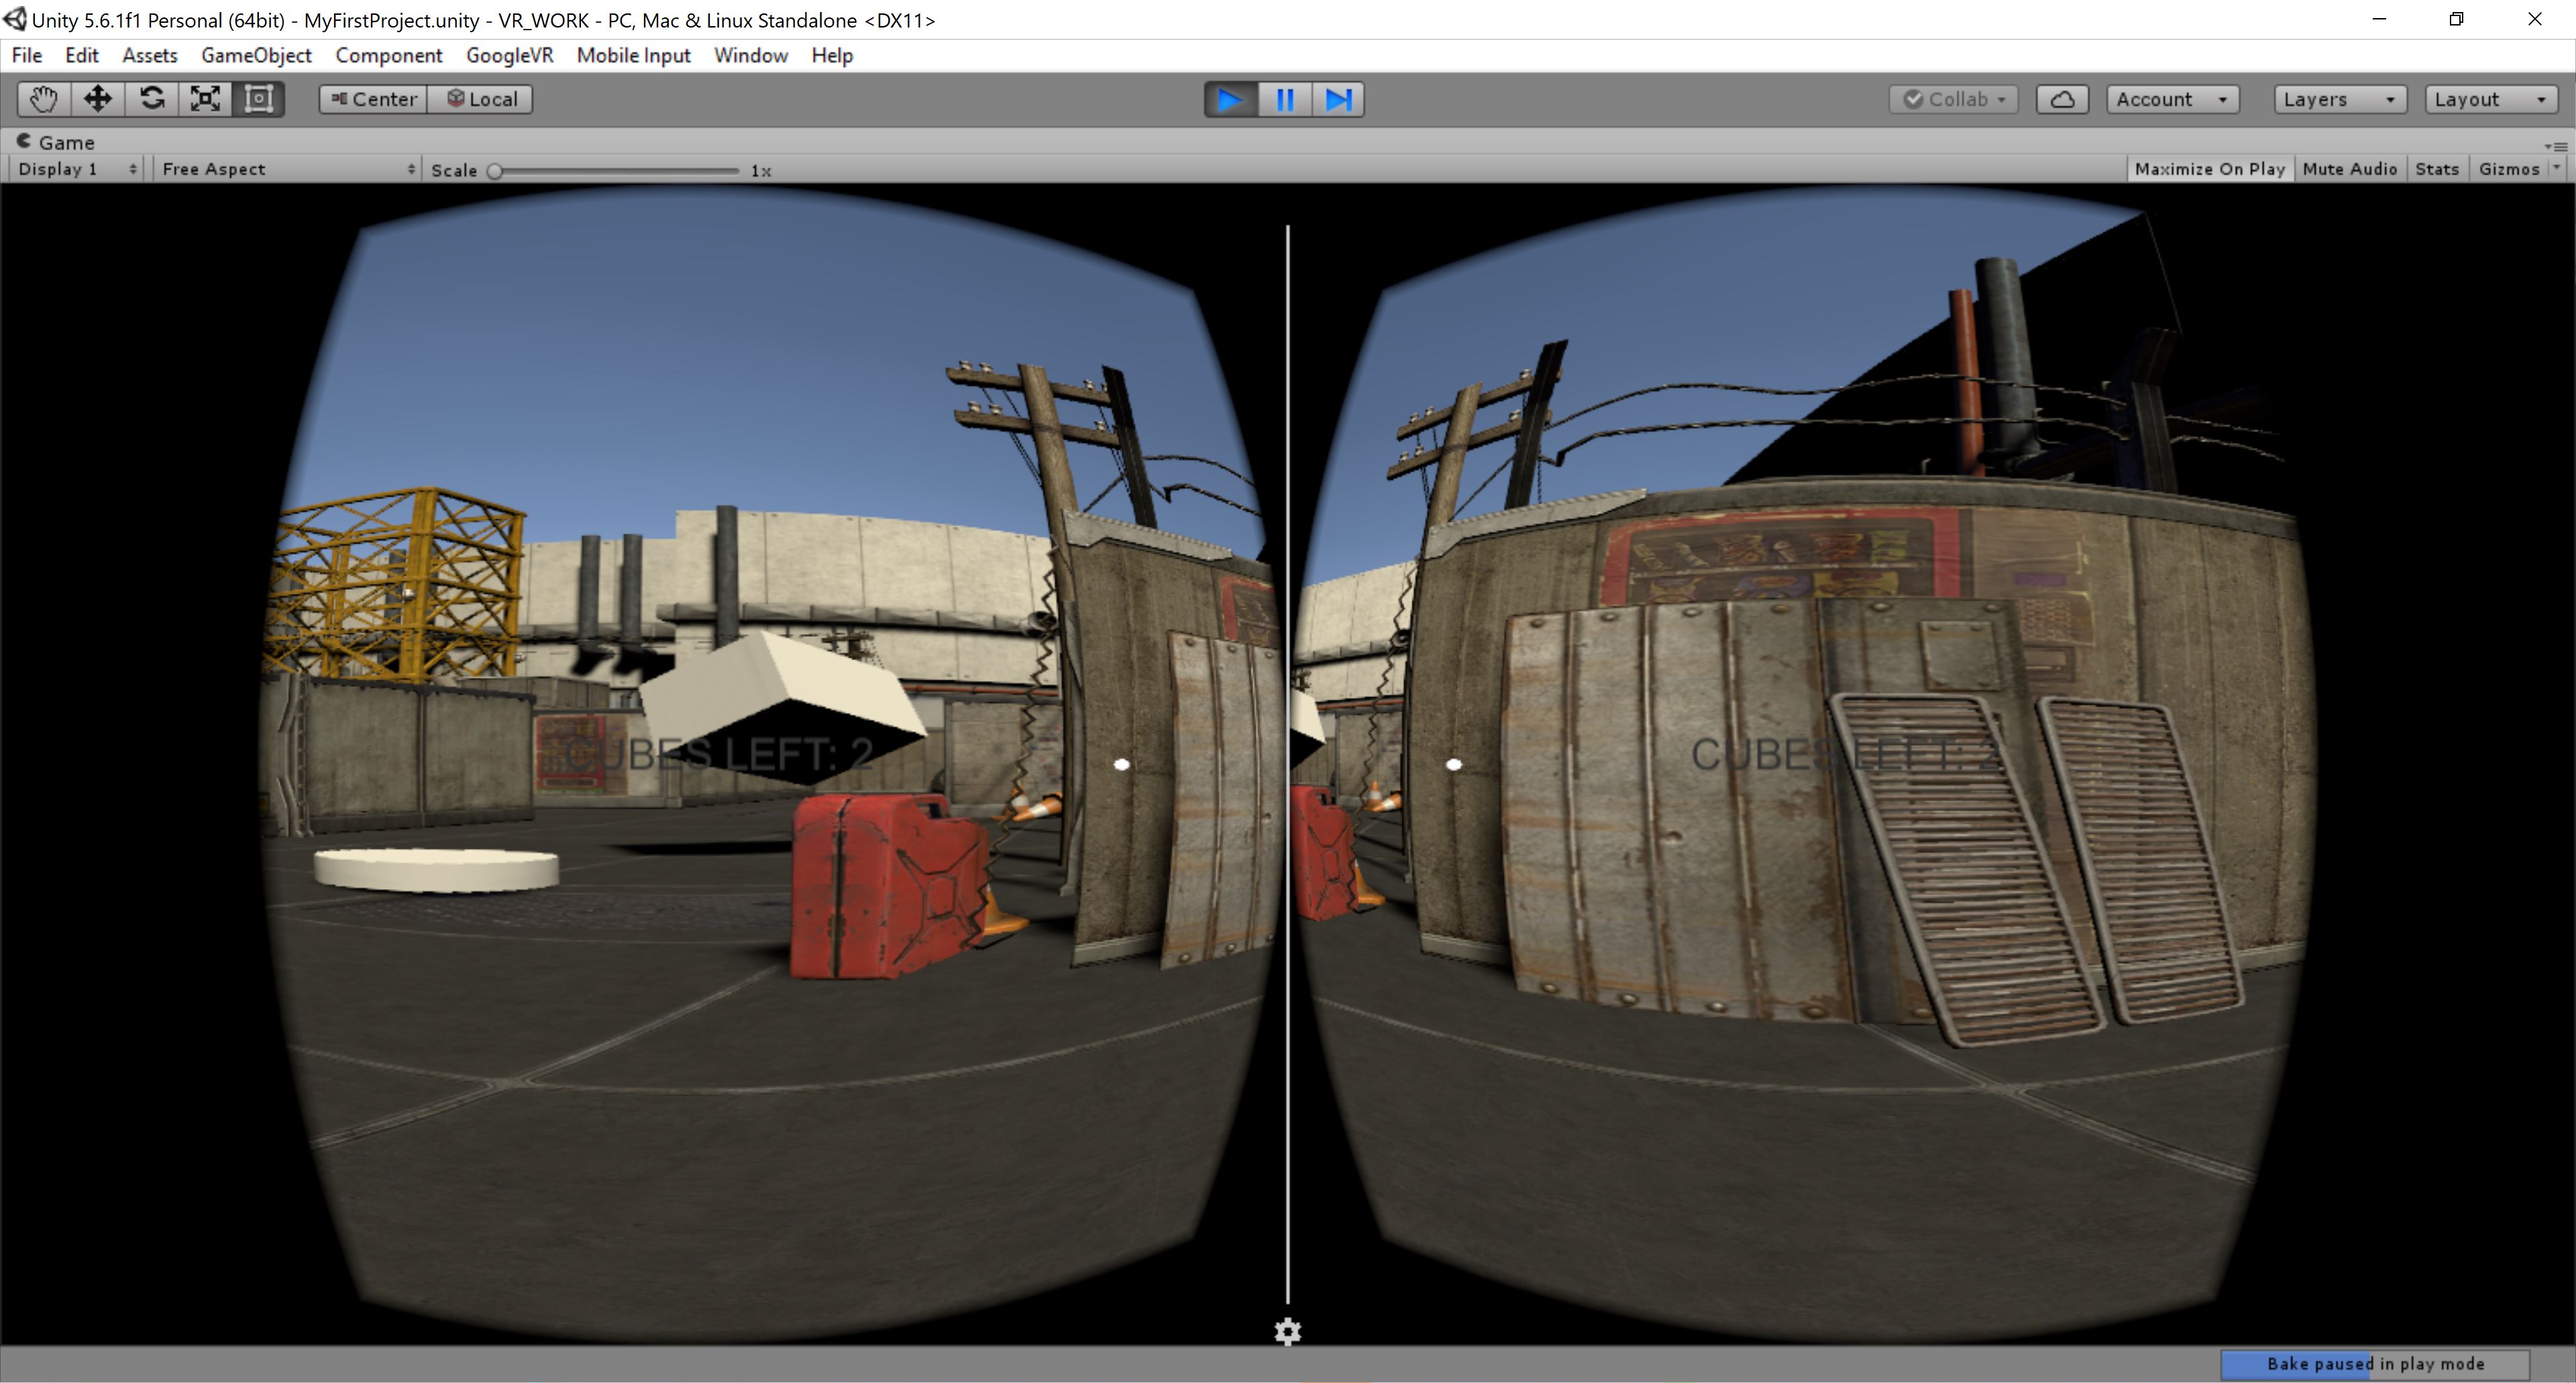 Unity 5.6.1f1 Personal (64bit) - MyFirstProject.unity - VR_WORK - PC, Mac & Linux Standalone <DX11>
File Edit Assets GameObject Component GoogleVR Mobile Input Window Help
Center Local Collab Account Layers Layout
Game
Display 1 Free Aspect Scale 1x Maximize On Play Mute Audio Stats Gizmos
CUBES LEFT: 2 CUBES LEFT: 2
Bake paused in play mode